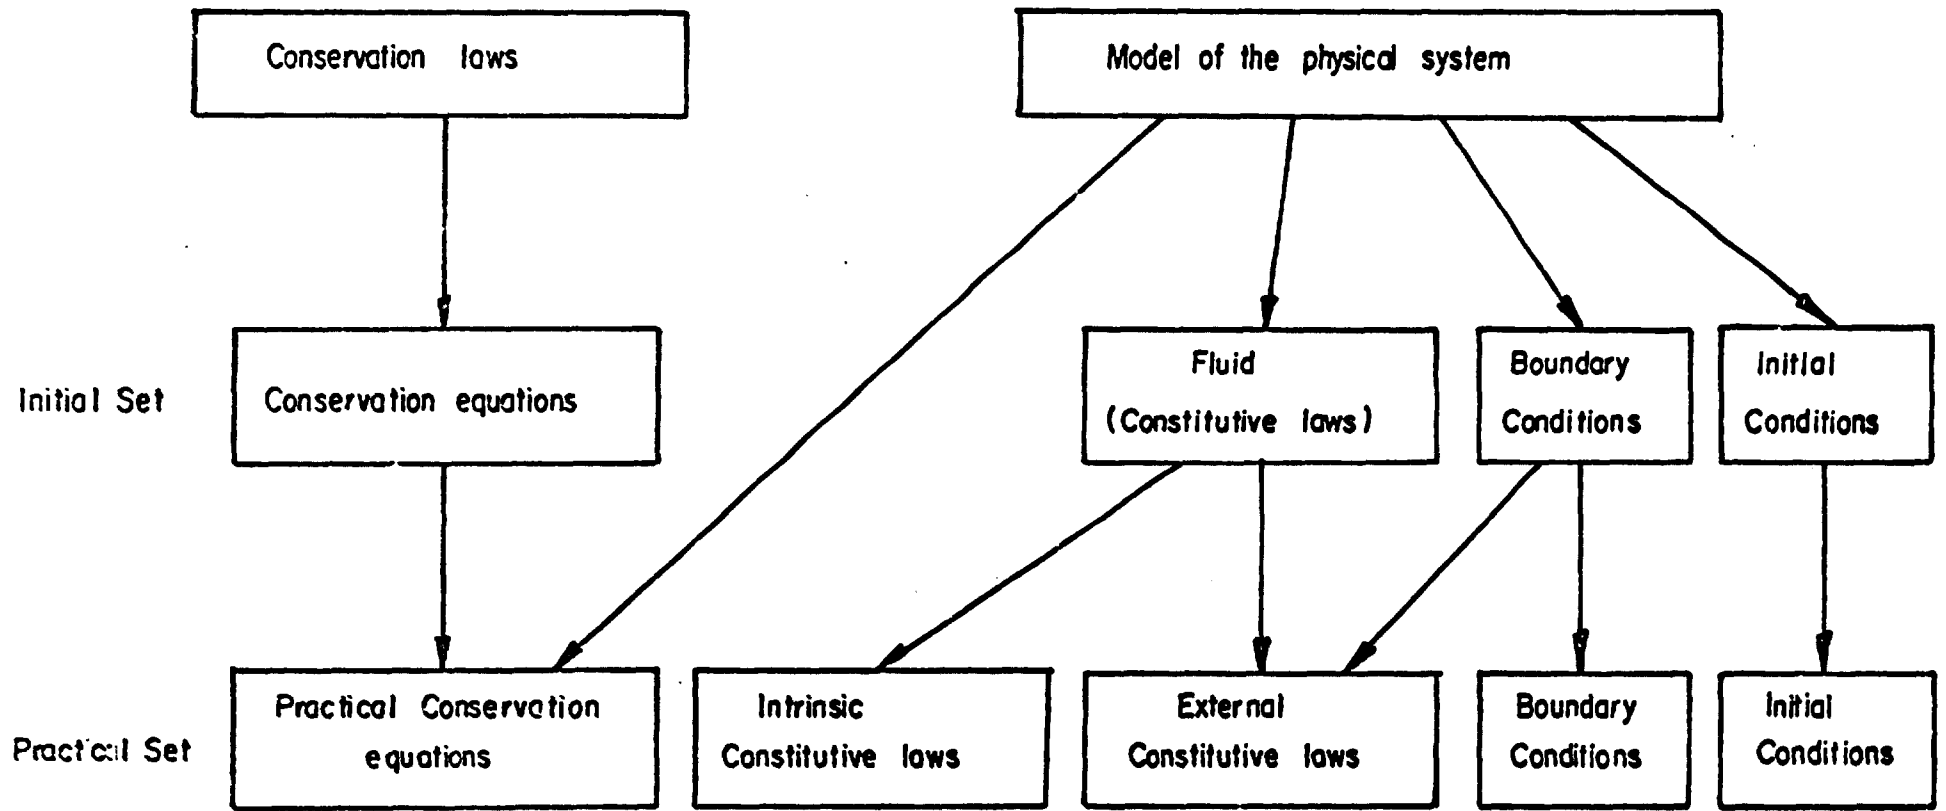 Conservation laws
Model of the physical system
Initial Set
Conservation equations
Fluid
(Constitutive laws)
Boundary
Conditions
Initial
Conditions
Practical Set
Practical Conservation
equations
Intrinsic
Constitutive laws
External
Constitutive laws
Boundary
Conditions
Initial
Conditions